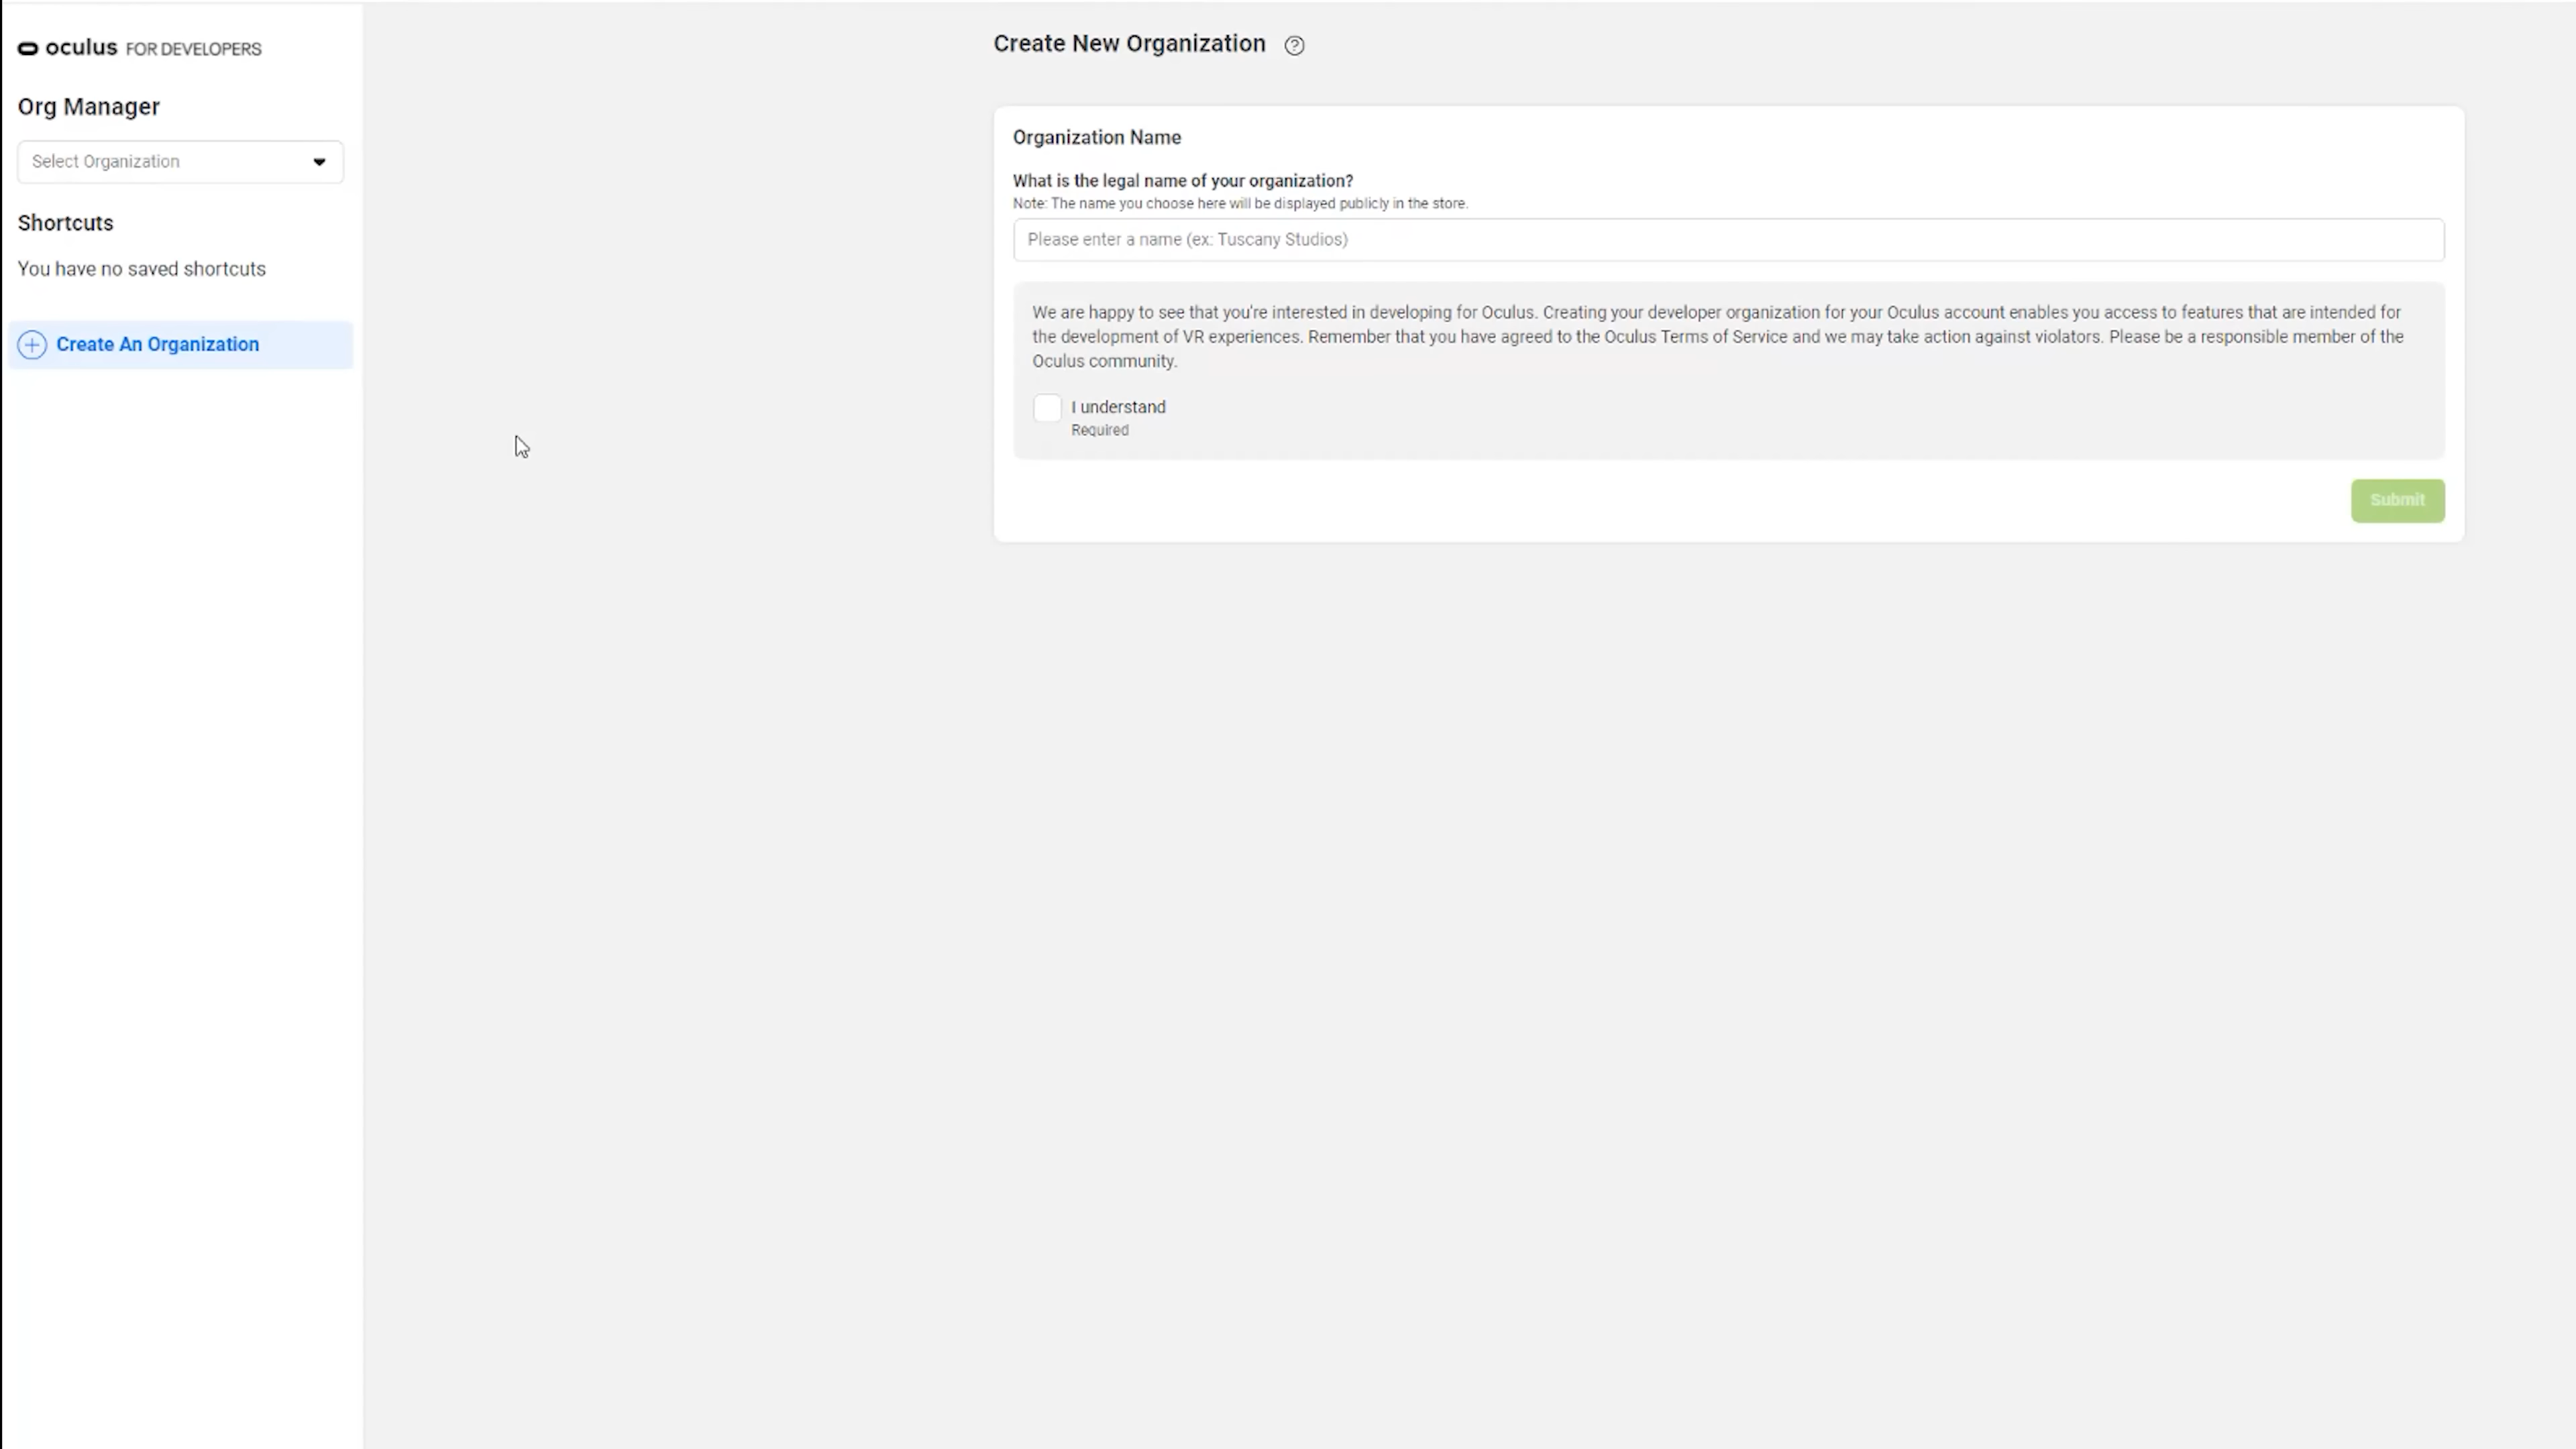 oculus FOR DEVELOPERS
Org Manager
Select Organization
Shortcuts
You have no saved shortcuts
Create An Organization
Create New Organization ?
Organization Name
What is the legal name of your organization?
Note: The name you choose here will be displayed publicly in the store.
Please enter a name (ex: Tuscany Studios)
We are happy to see that you're interested in developing for Oculus. Creating your developer organization for your Oculus account enables you access to features that are intended for
the development of VR experiences. Remember that you have agreed to the Oculus Terms of Service and we may take action against violators. Please be a responsible member of the
Oculus community.
I understand
Required
Submit